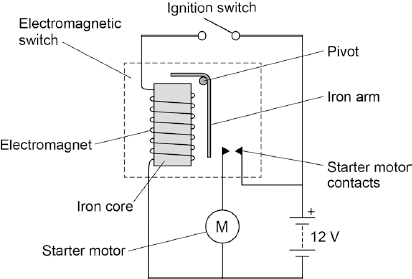 Ignition switch
Electromagnetic
switch
Pivot
Iron arm
Electromagnet
Starter motor
contacts
Iron core
+
M
12 V
Starter motor